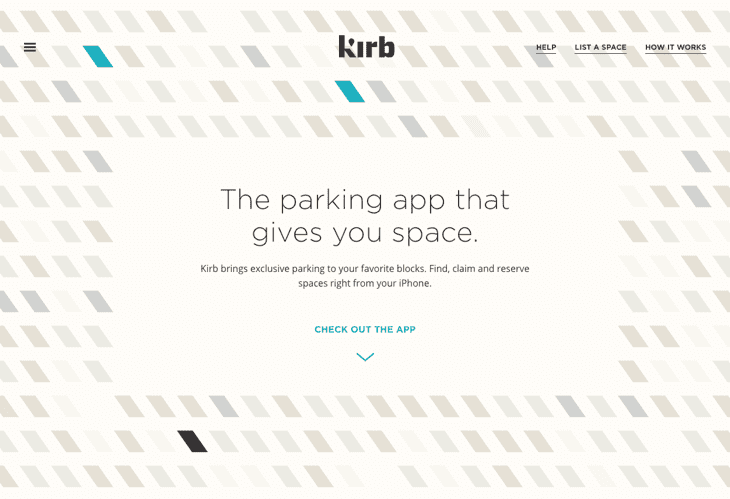 kırb
HELP LIST A SPACE HOW IT WORKS
The parking app that
gives you space.
Kirb brings exclusive parking to your favorite blocks. Find, claim and reserve
spaces right from your iPhone.
CHECK OUT THE APP